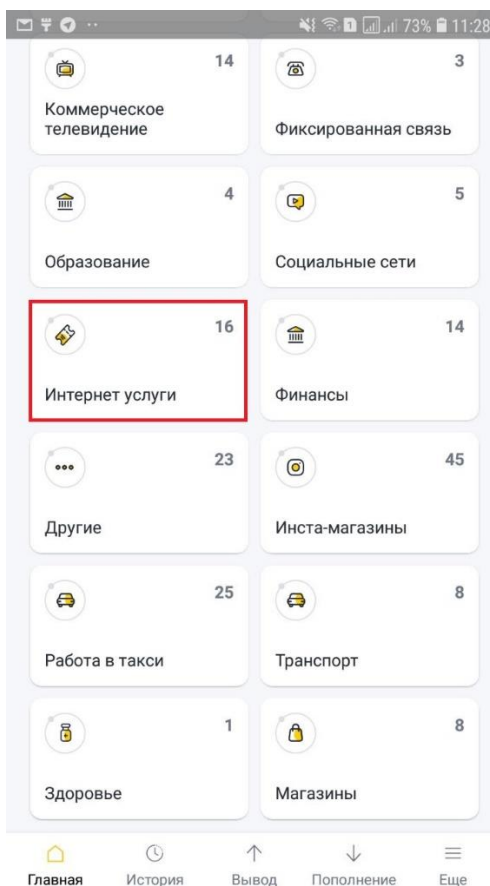 73% 11:28
14
Коммерческое
телевидение
3
Фиксированная связь
4
Образование
5
Социальные сети
16
Интернет услуги
14
Финансы
23
Другие
45
Инста-магазины
25
Работа в такси
8
Транспорт
1
Здоровье
8
Магазины
Главная История Вывод Пополнение Еще